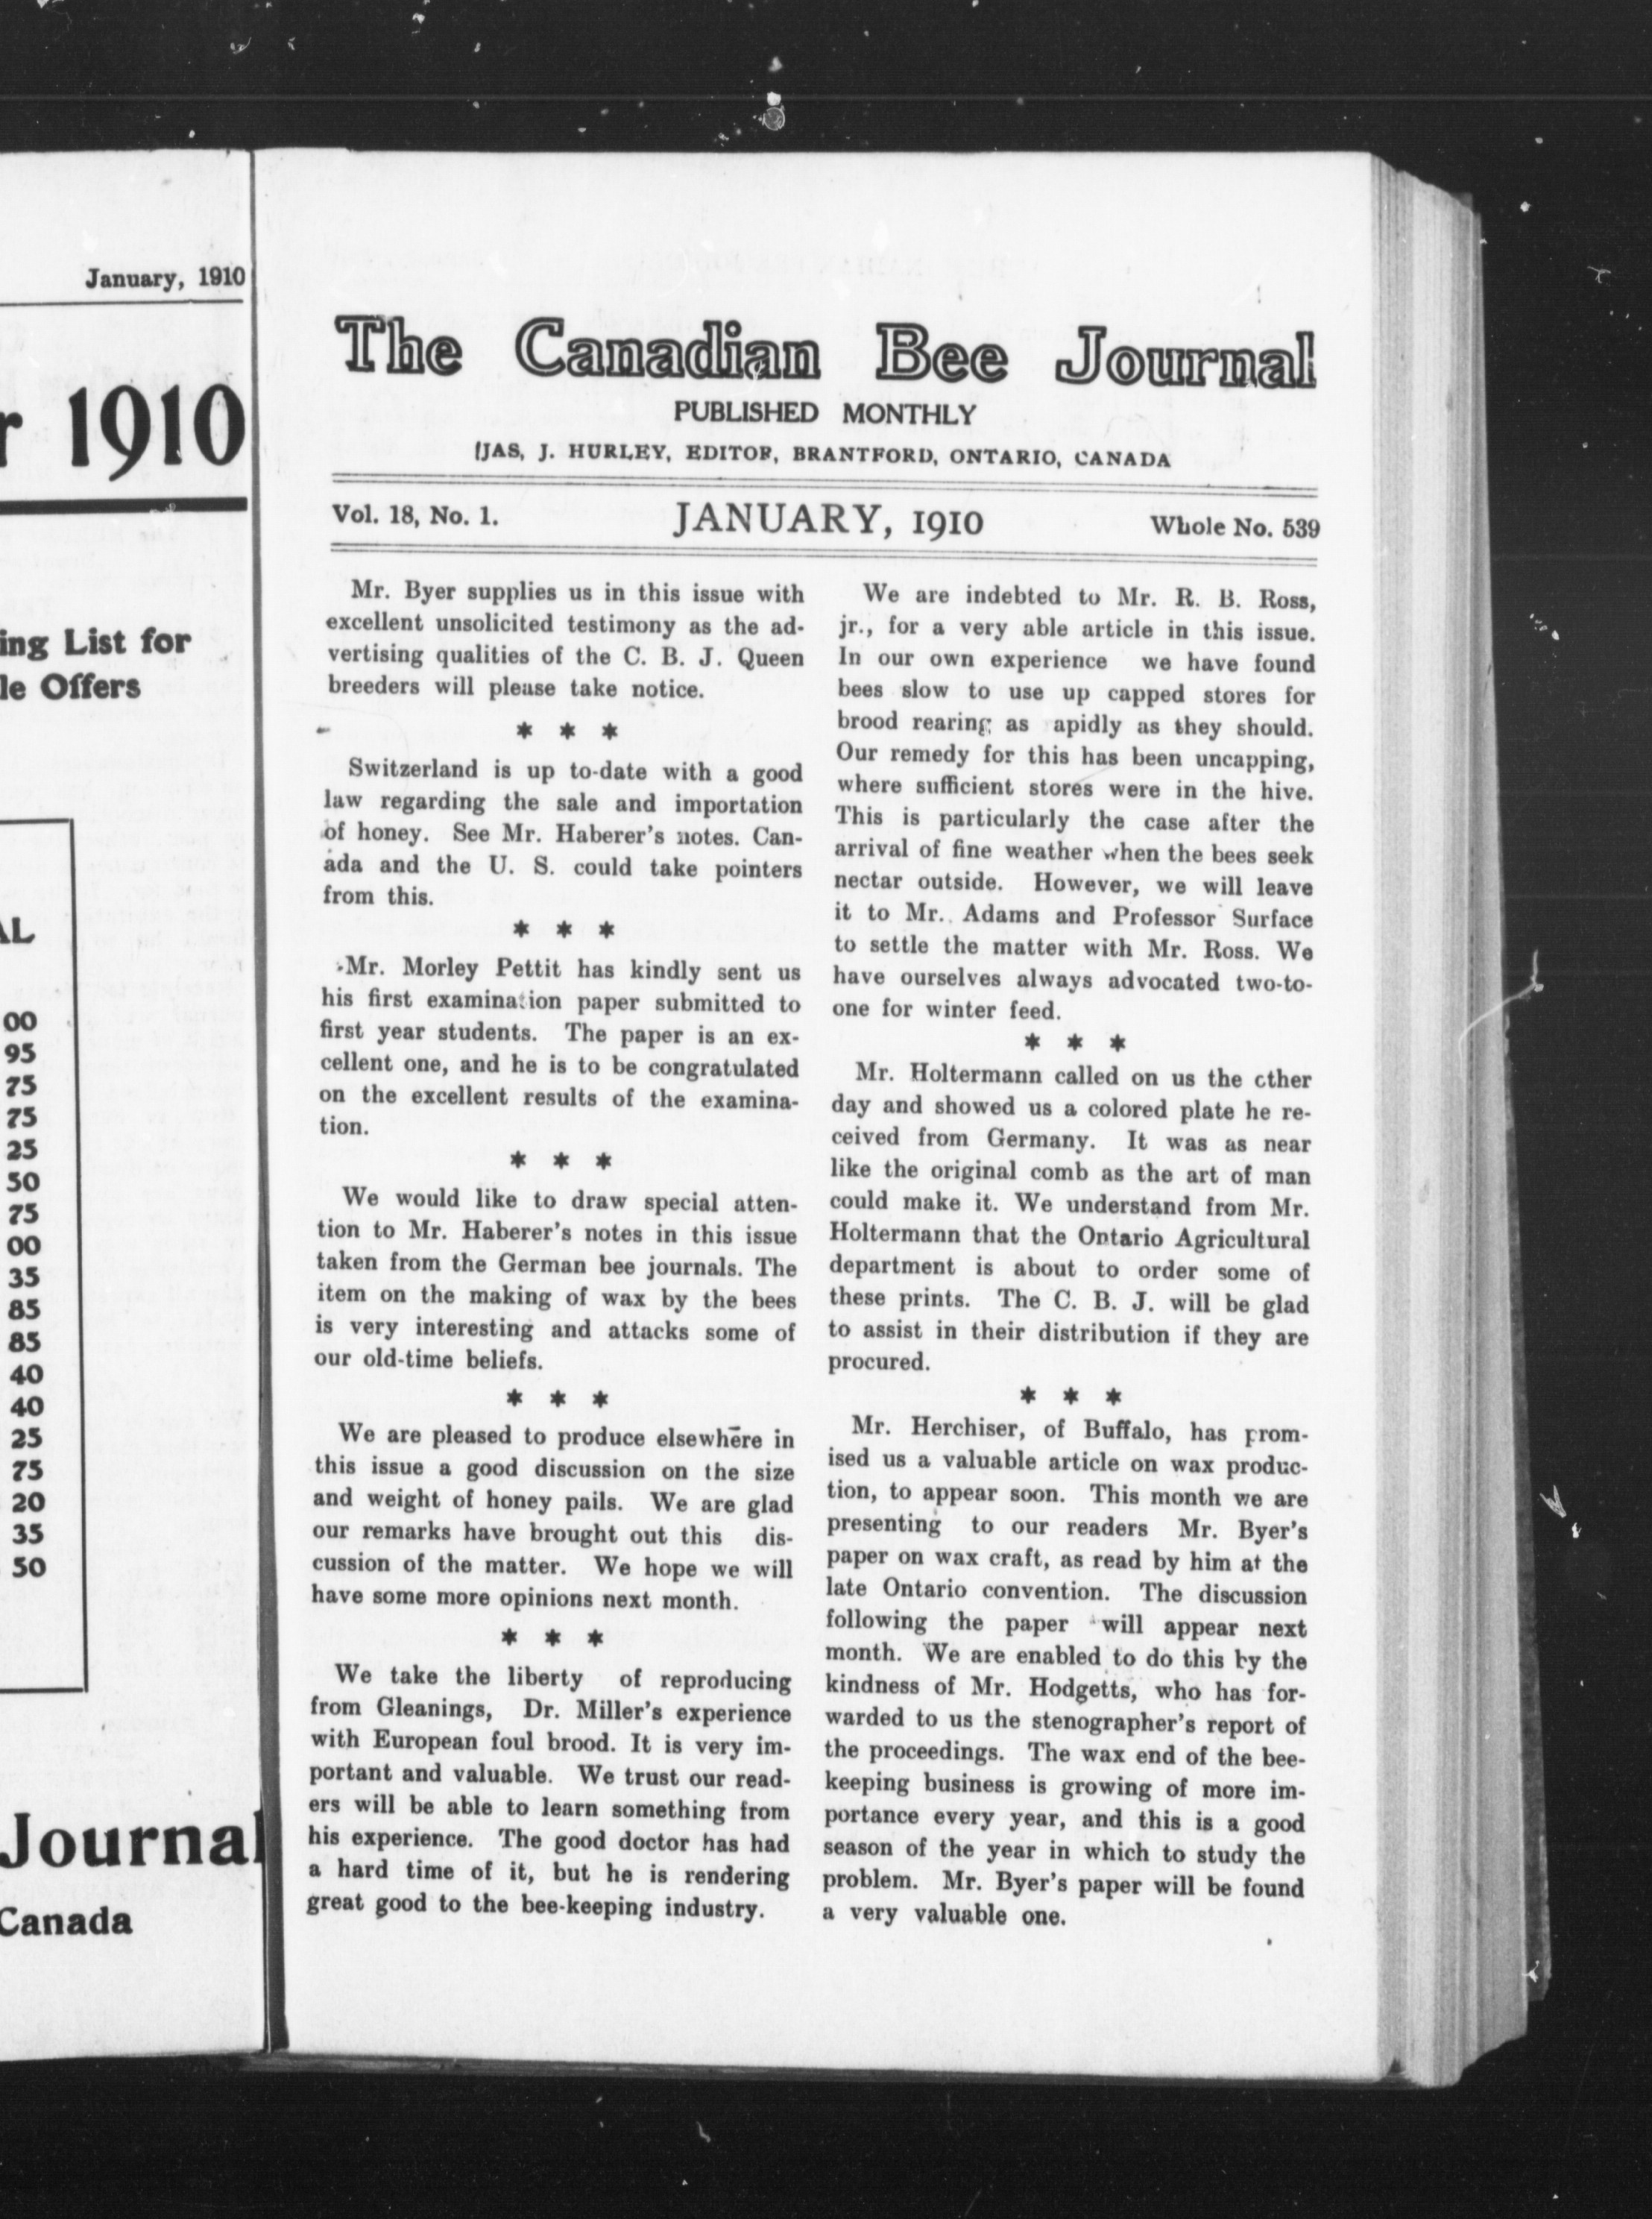 January, 1910
r 1910
ing List for
le Offers
AL
00
95
75
75
25
50
75
00
35
85
85
40
40
25
75
20
35
50
Journal
Canada
The Canadian Bee Journal
PUBLISHED MONTHLY
JAS, J. HURLEY, EDITOR, BRANTFORD, ONTARIO, CANADA
Vol. 18, No. 1. JANUARY, 1910 Whole No. 539
Mr. Byer supplies us in this issue with
excellent unsolicited testimony as the ad-
vertising qualities of the C. B. J. Queen
breeders will please take notice.
* * *
Switzerland is up to-date with a good
law regarding the sale and importation
of honey. See Mr. Haberer's notes. Can-
ada and the U. S. could take pointers
from this.
* * *
Mr. Morley Pettit has kindly sent us
his first examination paper submitted to
first year students. The paper is an ex-
cellent one, and he is to be congratulated
on the excellent results of the examina-
tion.
* * *
We would like to draw special atten-
tion to Mr. Haberer's notes in this issue
taken from the German bee journals. The
item on the making of wax by the bees
is very interesting and attacks some of
our old-time beliefs.
* * *
We are pleased to produce elsewhere in
this issue a good discussion on the size
and weight of honey pails. We are glad
our remarks have brought out this dis-
cussion of the matter. We hope we will
have some more opinions next month.
* * *
We take the liberty of reproducing
from Gleanings, Dr. Miller's experience
with European foul brood. It is very im-
portant and valuable. We trust our read-
ers will be able to learn something from
his experience. The good doctor has had
a hard time of it, but he is rendering
great good to the bee-keeping industry.
We are indebted to Mr. R. B. Ross,
jr., for a very able article in this issue.
In our own experience we have found
bees slow to use up capped stores for
brood rearing as apidly as they should.
Our remedy for this has been uncapping,
where sufficient stores were in the hive.
This is particularly the case after the
arrival of fine weather when the bees seek
nectar outside. However, we will leave
it to Mr. Adams and Professor Surface
to settle the matter with Mr. Ross. We
have ourselves always advocated two-to-
one for winter feed.
* * *
Mr. Holtermann called on us the cther
day and showed us a colored plate he re-
ceived from Germany. It was as near
like the original comb as the art of man
could make it. We understand from Mr.
Holtermann that the Ontario Agricultural
department is about to order some of
these prints. The C. B. J. will be glad
to assist in their distribution if they are
procured.
* * *
Mr. Herchiser, of Buffalo, has prom-
ised us a valuable article on wax produc-
tion, to appear soon. This month we are
presenting to our readers Mr. Byer's
paper on wax craft, as read by him at the
late Ontario convention. The discussion
following the paper will appear next
month. We are enabled to do this by the
kindness of Mr. Hodgetts, who has for-
warded to us the stenographer's report of
the proceedings. The wax end of the bee-
keeping business is growing of more im-
portance every year, and this is a good
season of the year in which to study the
problem. Mr. Byer's paper will be found
a very valuable one.